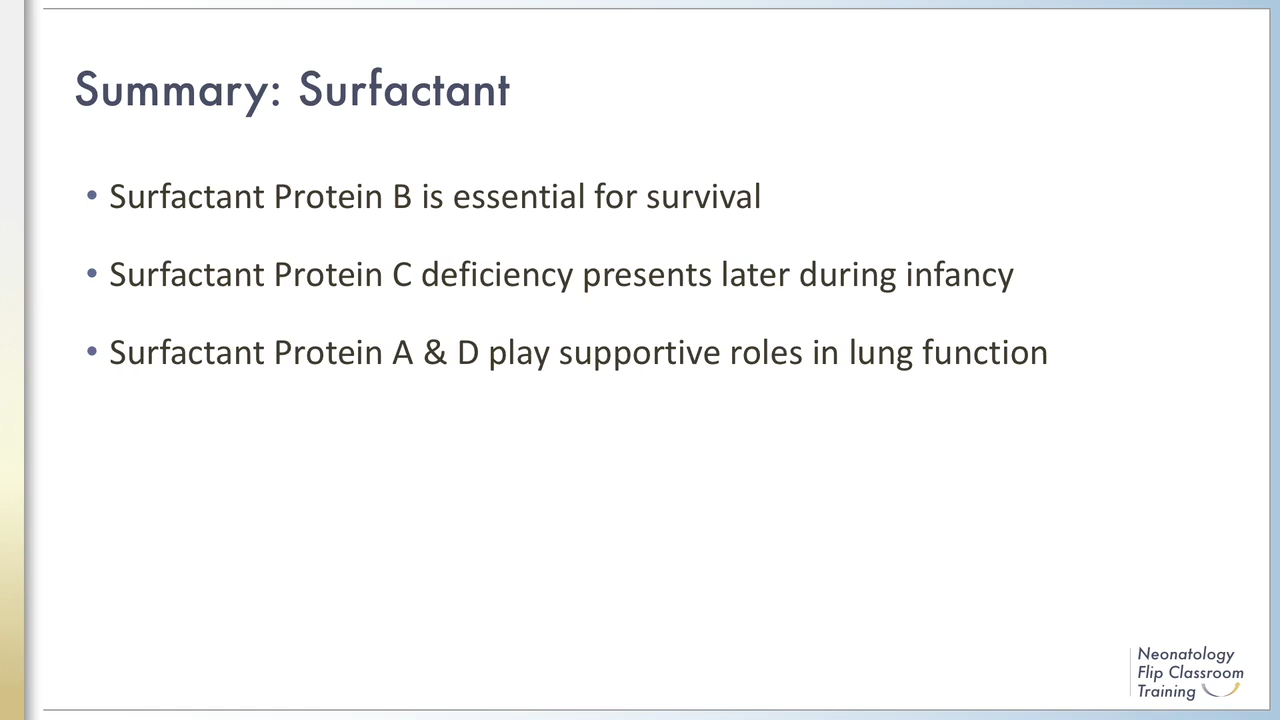 Summary: Surfactant
• Surfactant Protein B is essential for survival
• Surfactant Protein C deficiency presents later during infancy
• Surfactant Protein A & D play supportive roles in lung function
Neonatology
Flip Classroom
Training